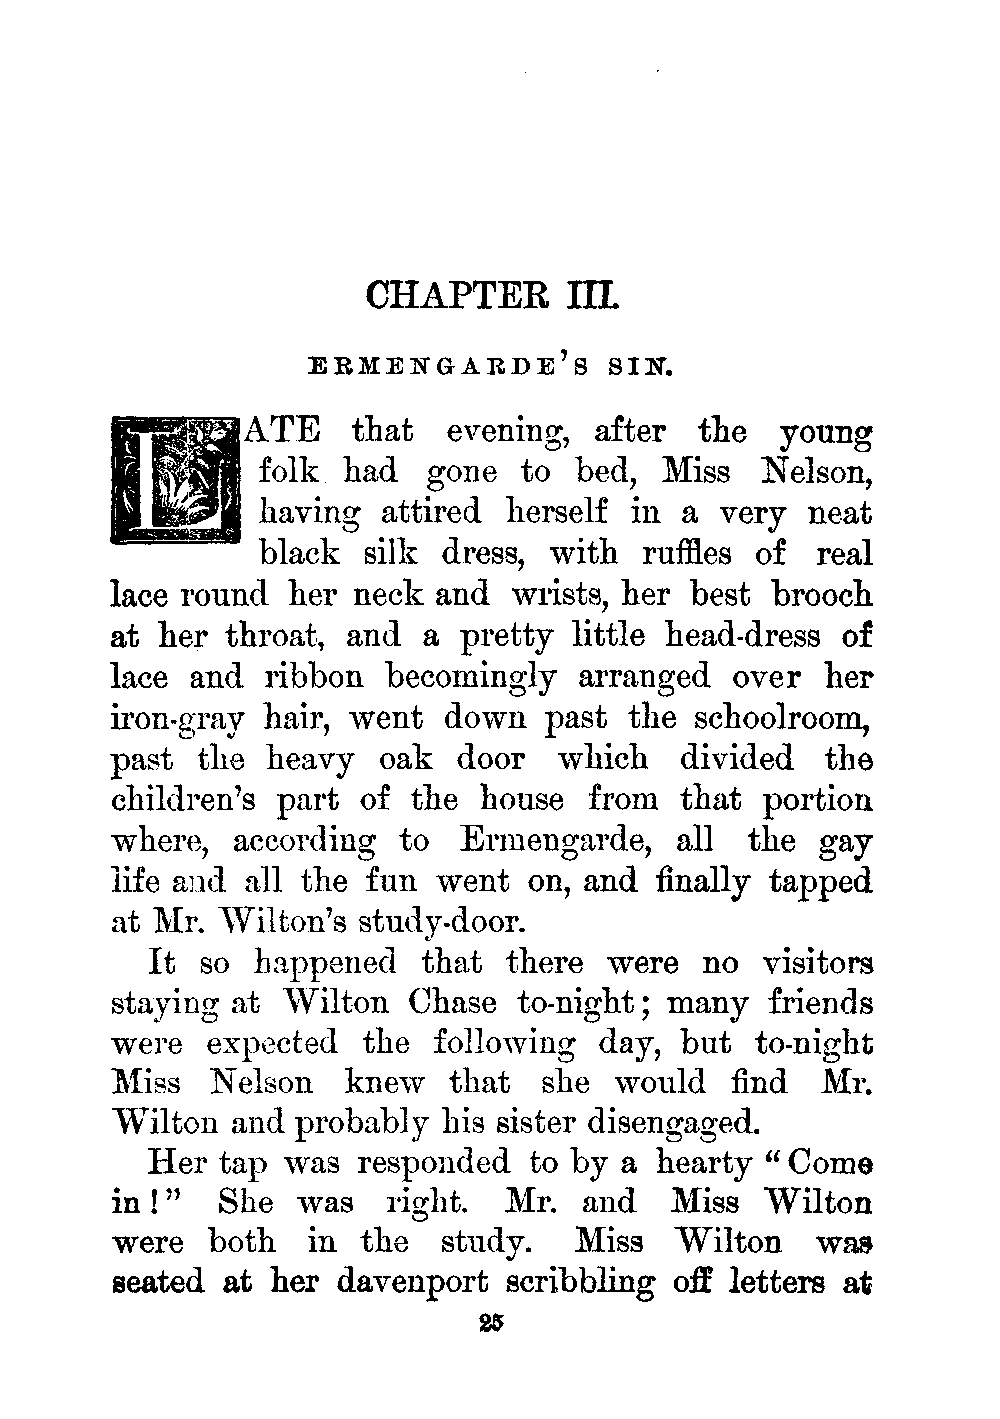 CHAPTER III.
ERMENGARDE'S SIN.
LATE that evening, after the young
folk had gone to bed, Miss Nelson,
having attired herself in a very neat
black silk dress, with ruffles of real
lace round her neck and wrists, her best brooch
at her throat, and a pretty little head-dress of
lace and ribbon becomingly arranged over her
iron-gray hair, went down past the schoolroom,
past the heavy oak door which divided the
children's part of the house from that portion
where, according to Ermengarde, all the gay
life and all the fun went on, and finally tapped
at Mr. Wilton's study-door.
It so happened that there were no visitors
staying at Wilton Chase to-night; many friends
were expected the following day, but to-night
Miss Nelson knew that she would find Mr.
Wilton and probably his sister disengaged.
Her tap was responded to by a hearty "Come
in!" She was right. Mr. and Miss Wilton
were both in the study. Miss Wilton was
seated at her davenport scribbling off letters at
25